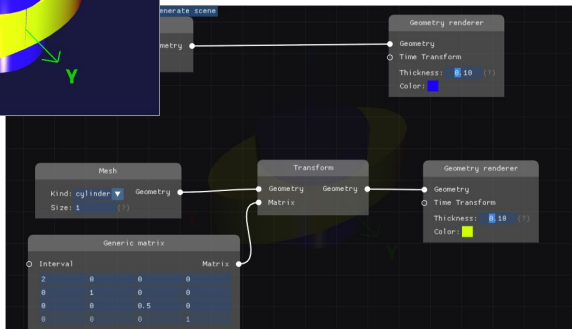 enerate scene
Geometry renderer
metry
Geometry
Time Transform
Thickness: 0.10 (?)
Color:
Y
Mesh
Kind: cylinder Geometry
Size: 1 (?)
Transform
Geometry Geometry
Matrix
Geometry renderer
Geometry
Time Transform
Thickness: 0.10 (?)
Color:
Generic matrix
Interval Matrix
2 0 0 0
0 1 0 0
0 0 0.5 0
0 0 0 1